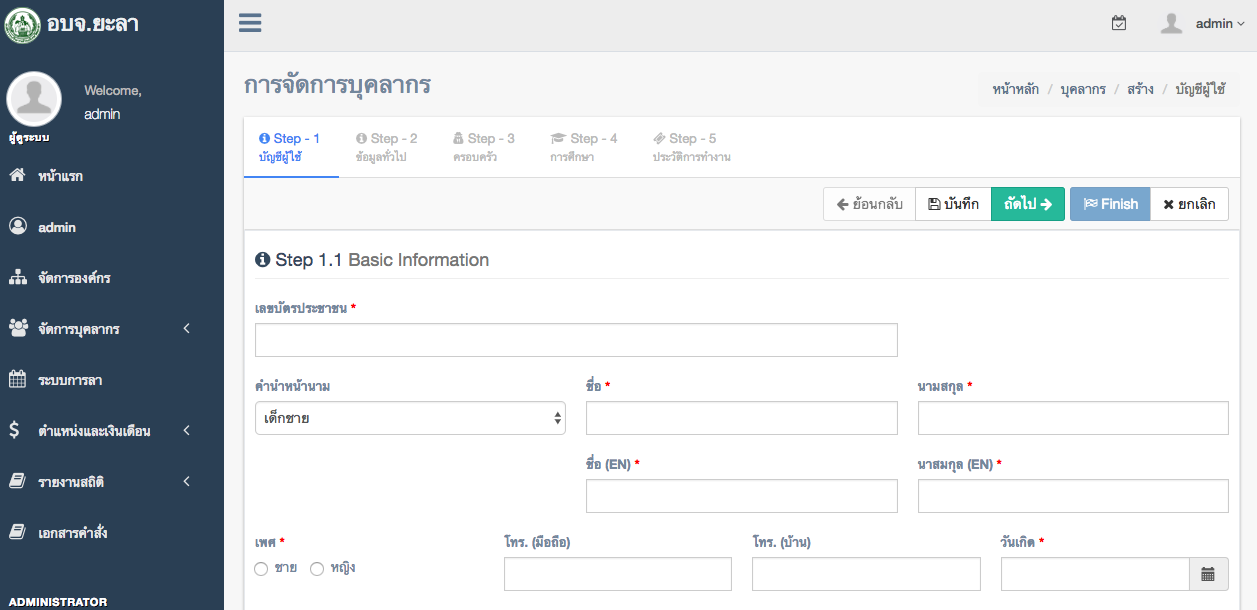 อบจ.ยะลา
admin
Welcome,
admin
ผู้ดูระบบ
หน้าแรก
admin
จัดการองค์กร
จัดการบุคลากร
ระบบการลา
ตำแหน่งและเงินเดือน
รายงานสถิติ
เอกสารคำสั่ง
ADMINISTRATOR
การจัดการบุคลากร
หน้าหลัก / บุคลากร / สร้าง / บัญชีผู้ใช้
Step - 1
บัญชีผู้ใช้
Step - 2
ข้อมูลทั่วไป
Step - 3
ครอบครัว
Step - 4
การศึกษา
Step - 5
ประวัติการทำงาน
ย้อนกลับ
บันทึก
ถัดไป
Finish
ยกเลิก
Step 1.1 Basic Information
เลขบัตรประชาชน *
คำนำหน้านาม
เด็กชาย
ชื่อ *
นามสกุล *
ชื่อ (EN) *
นาสมกุล (EN) *
เพศ *
ชาย
หญิง
โทร. (มือถือ)
โทร. (บ้าน)
วันเกิด *